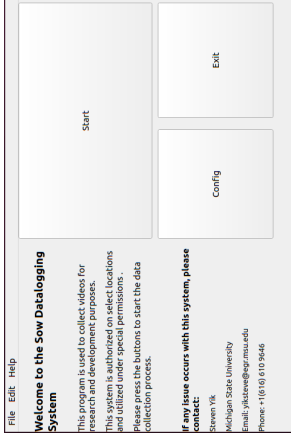 File Edit Help
Welcome to the Sow Datalogging
System
This program is used to collect videos for
research and development purposes.
This system is authorized on select locations
and utilized under special permissions .
Please press the buttons to start the data
collection process.
If any issue occurs with this system, please
contact:
Steven Yik
Michigan State University
Email: yiksteve@egr.msu.edu
Phone: +1(616) 610 9646
Start
Config
Exit